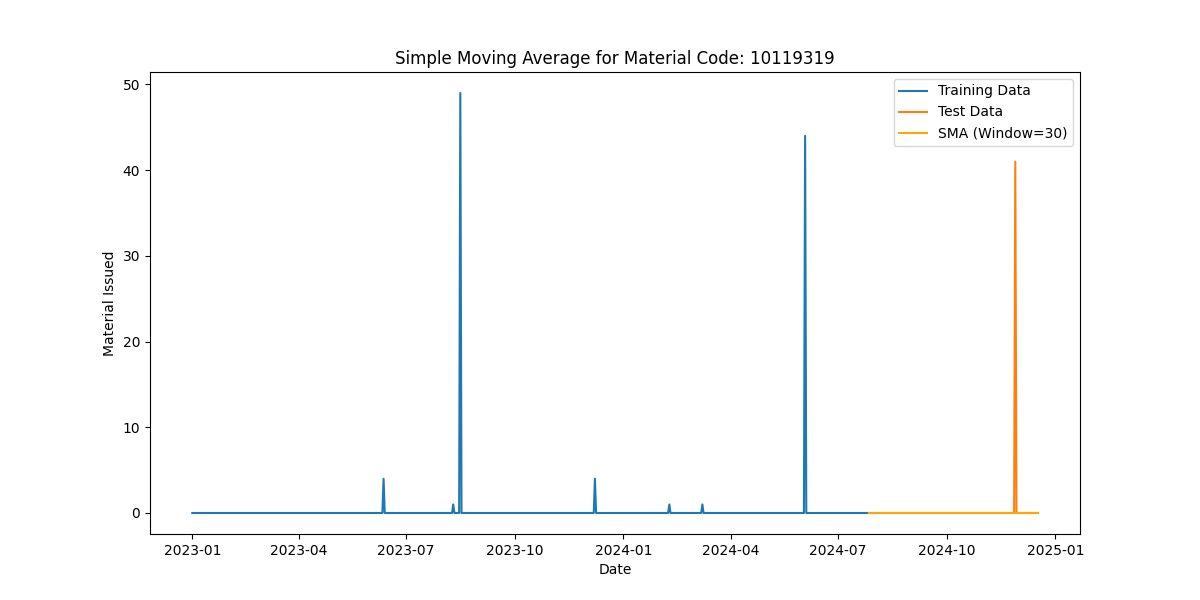 Simple Moving Average for Material Code: 10119319
Training Data
Test Data
SMA (Window=30)
Material Issued
50
40
30
20
10
0
2023-01 2023-04 2023-07 2023-10 2024-01 2024-04 2024-07 2024-10 2025-01
Date